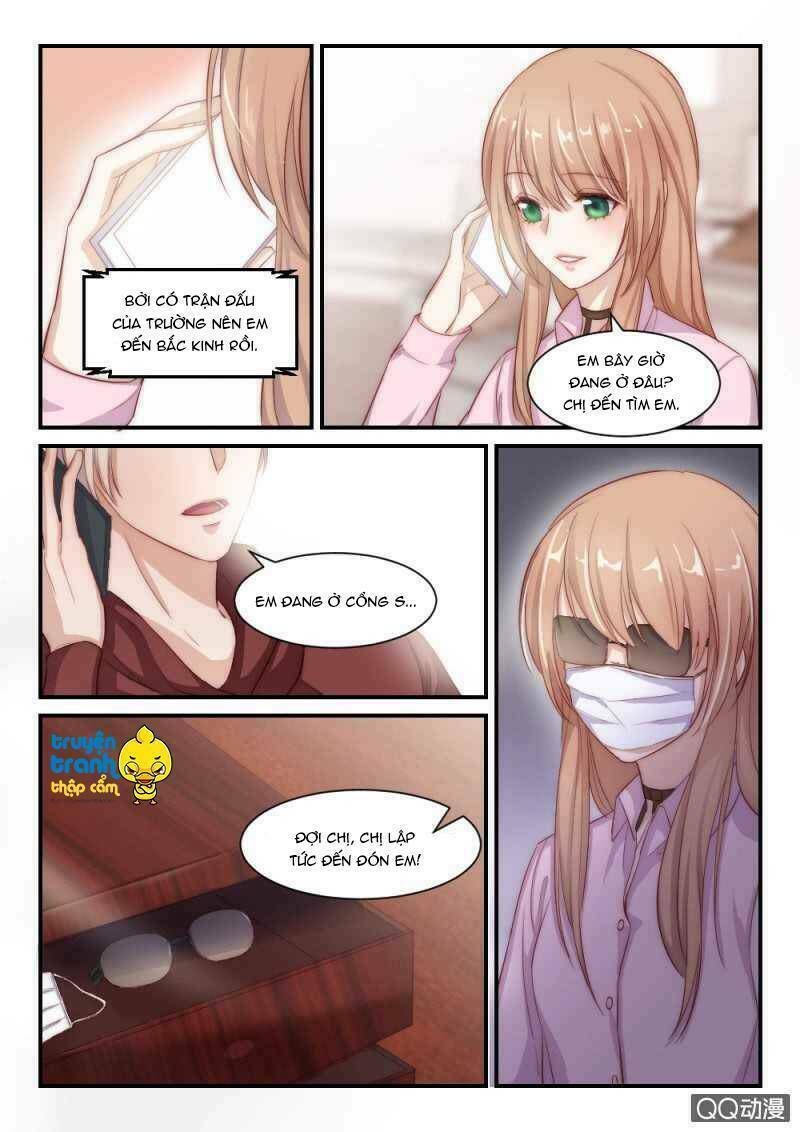 BỞI CÓ TRẬN ĐẤU
CỦA TRƯỜNG NÊN EM
ĐẾN BẮC KINH RỒI.
EM BÂY GIỜ
ĐANG Ở ĐÂU?
CHỊ ĐẾN TÌM EM.
EM ĐANG Ở CỔNG S...
truyện
tranh
thập cẩm
ĐỢI CHỊ, CHỊ LẬP
TỨC ĐẾN ĐÓN EM!
QQ动漫